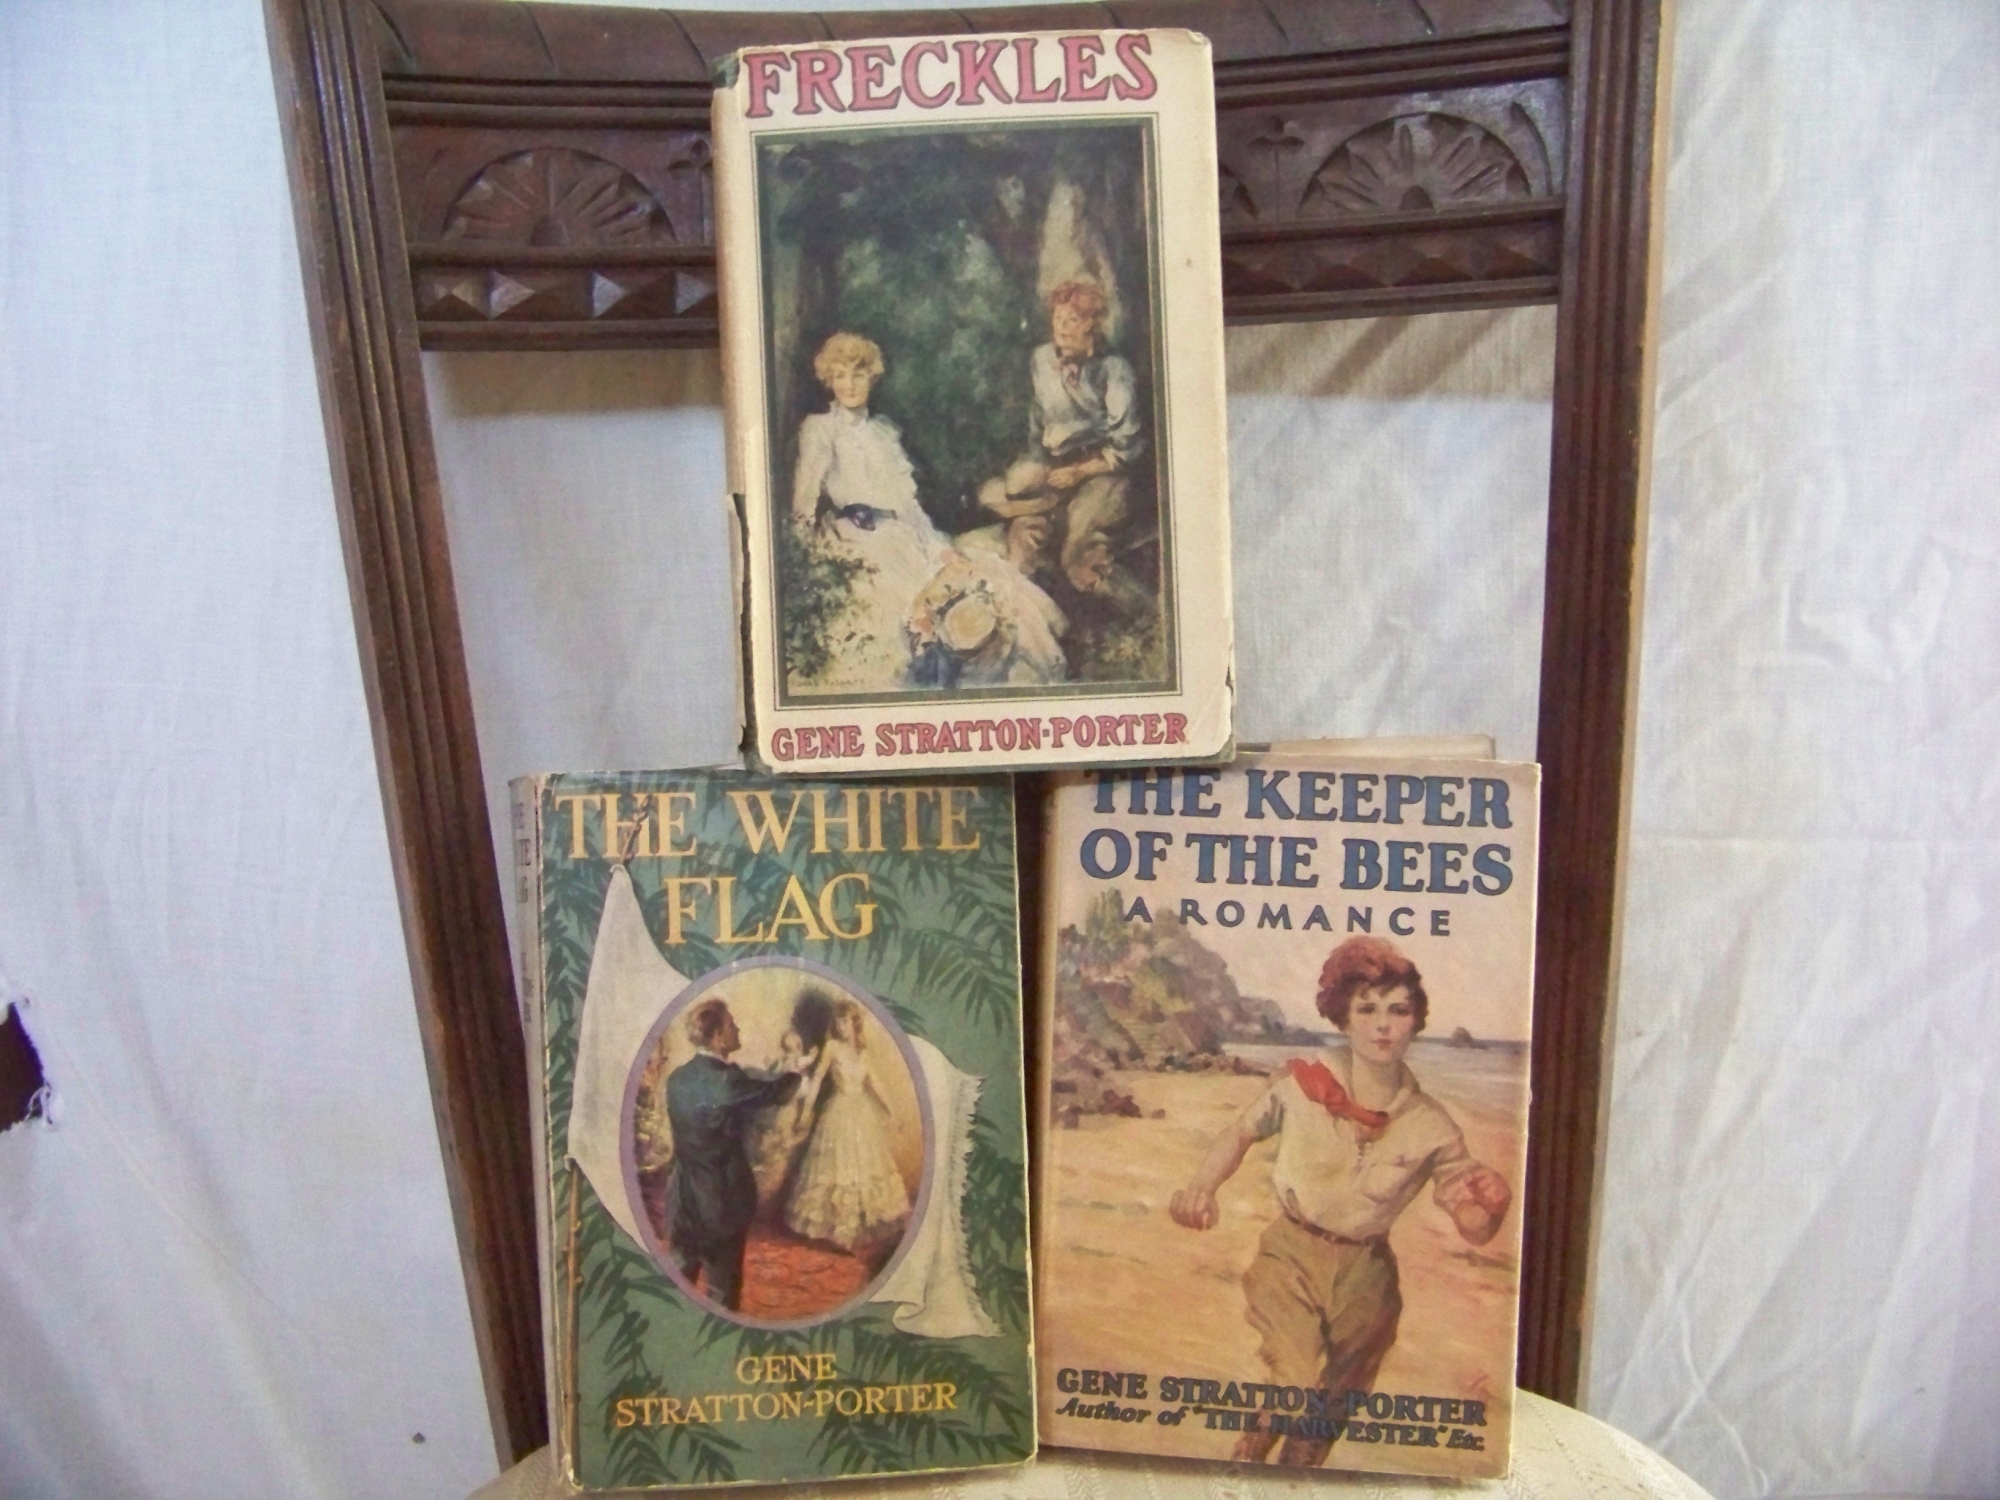 FRECKLES
GENE STRATTON-PORTER
THE WHITE
FLAG
GENE
STRATTON-PORTER
THE KEEPER
OF THE BEES
A ROMANCE
GENE STRATTON-PORTER
Author of "THE HARVESTER" Etc.